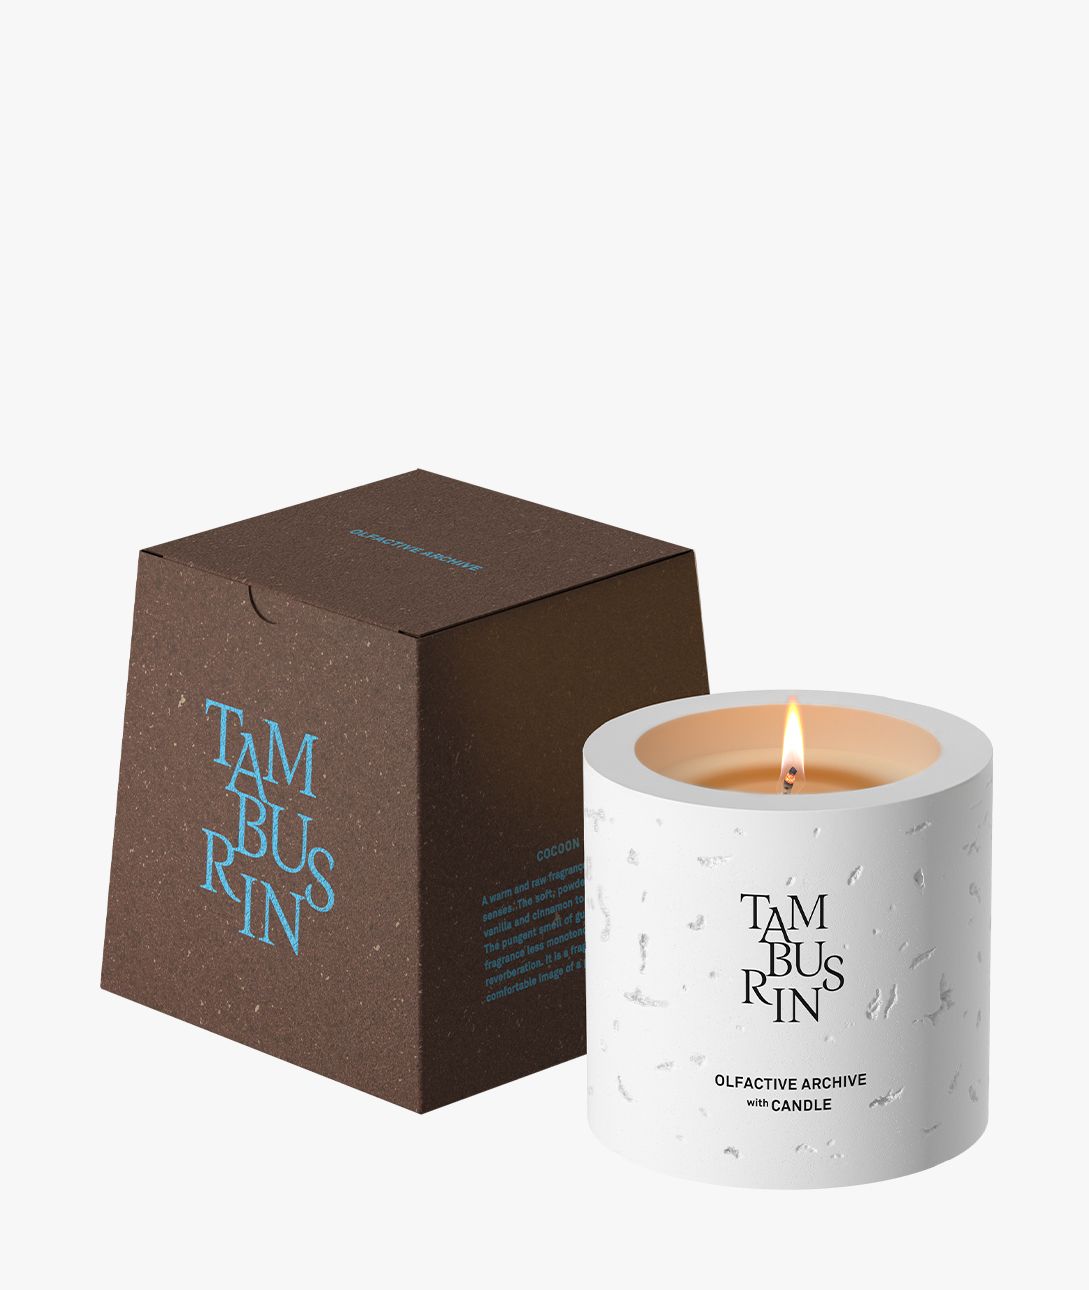 OLFACTIVE ARCHIVE
TAM
BUS
RIN
COCOON
A warm and raw fragrance
senses. The soft, powde
vanilla and cinnamon to
The pungent smell of gu
fragrance less monoton
reverberation. It is a frag
comfortable image of a
TAM
BUS
RIN
OLFACTIVE ARCHIVE
with CANDLE